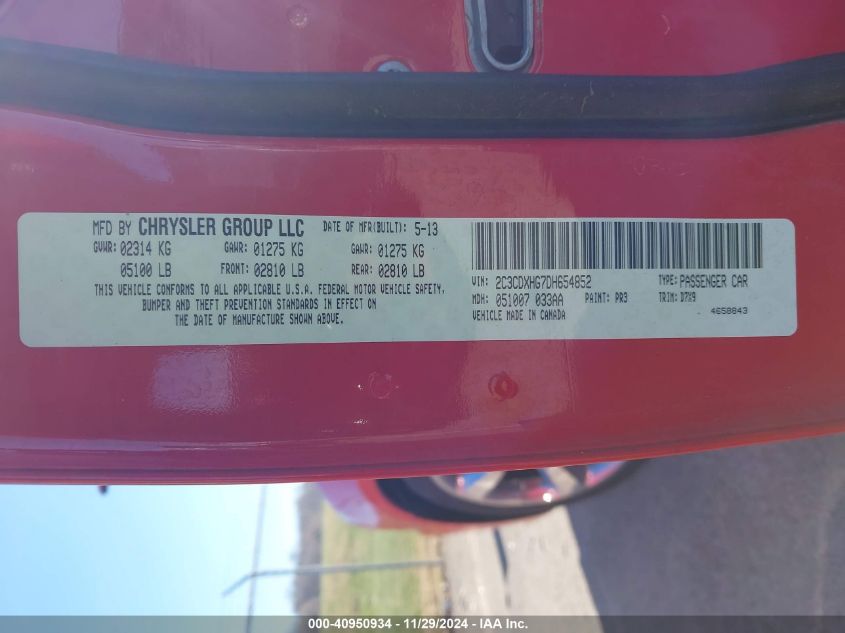 MFD BY CHRYSLER GROUP LLC DATE OF MFR(BUILT): 5-13
GVWR: 02314 KG GAWR: 01275 KG GAWR: 01275 KG
05100 LB FRONT: 02810 LB REAR: 02810 LB
THIS VEHICLE CONFORMS TO ALL APPLICABLE U.S.A. FEDERAL MOTOR VEHICLE SAFETY,
BUMPER AND THEFT PREVENTION STANDARDS IN EFFECT ON
THE DATE OF MANUFACTURE SHOWN ABOVE.
VIN: 2C3CDXHG7DH654852 TYPE: PASSENGER CAR
MDH: 051007 033AA PAINT: PR3 TRIM: D7X9
VEHICLE MADE IN CANADA 4658843
000-40950934 - 11/29/2024 - IAA Inc.